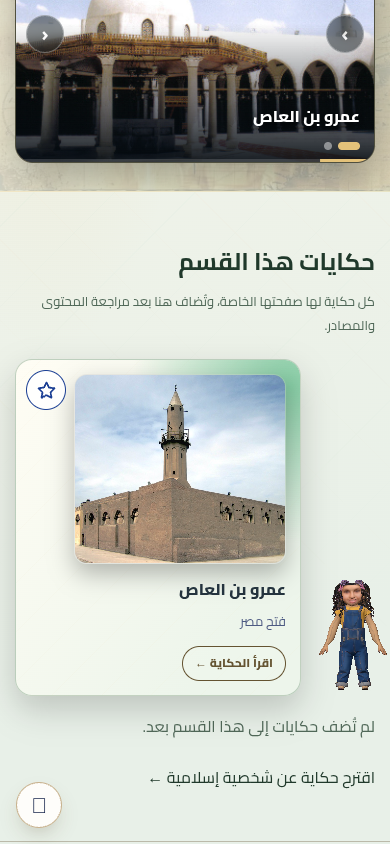 عمرو بن العاص
حكايات هذا القسم
كل حكاية لها صفحتها الخاصة، وتُضاف هنا بعد مراجعة المحتوى
والمصادر.
عمرو بن العاص
فتح مصر
اقرأ الحكاية ←
لم تُضف حكايات إلى هذا القسم بعد.
اقترح حكاية عن شخصية إسلامية ←